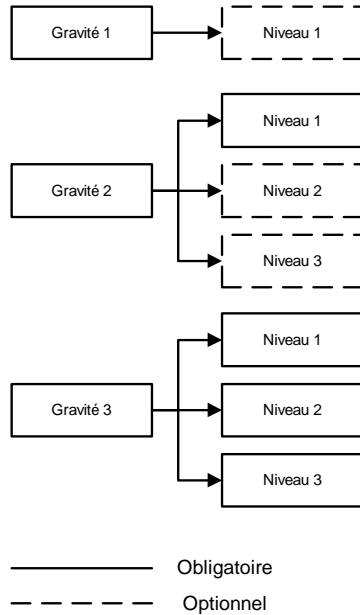 Gravité 1
Niveau 1
Niveau 1
Gravité 2
Niveau 2
Niveau 3
Niveau 1
Gravité 3
Niveau 2
Niveau 3
Obligatoire
Optionnel